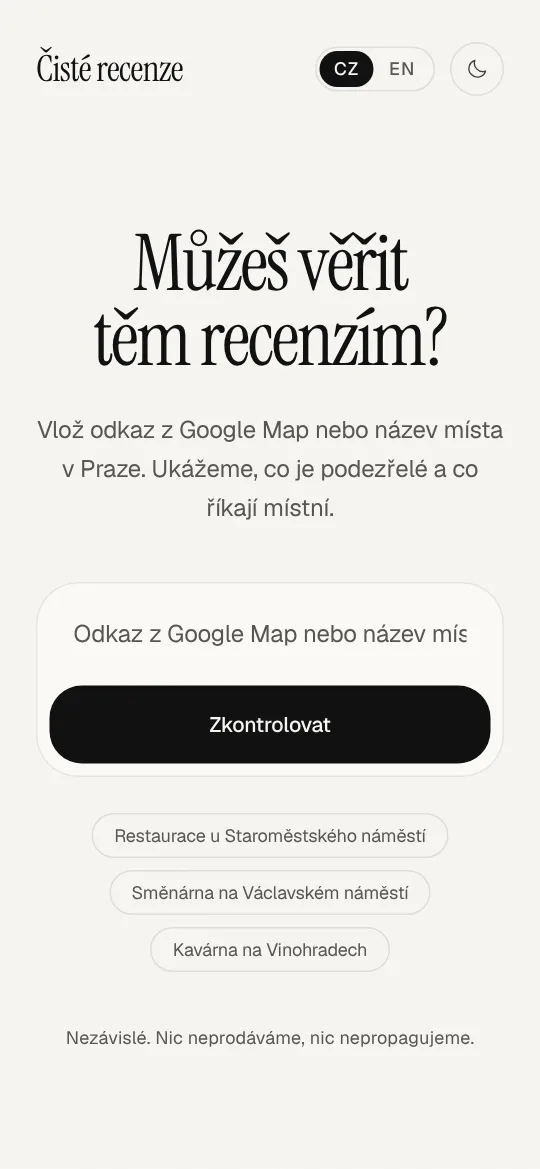 Čisté recenze
CZ EN
Můžeš věřit
těm recenzím?
Vlož odkaz z Google Map nebo název místa
v Praze. Ukážeme, co je podezřelé a co
říkají místní.
Odkaz z Google Map nebo název mís
Zkontrolovat
Restaurace u Staroměstského náměstí
Směnárna na Václavském náměstí
Kavárna na Vinohradech
Nezávislé. Nic neprodáváme, nic nepropagujeme.